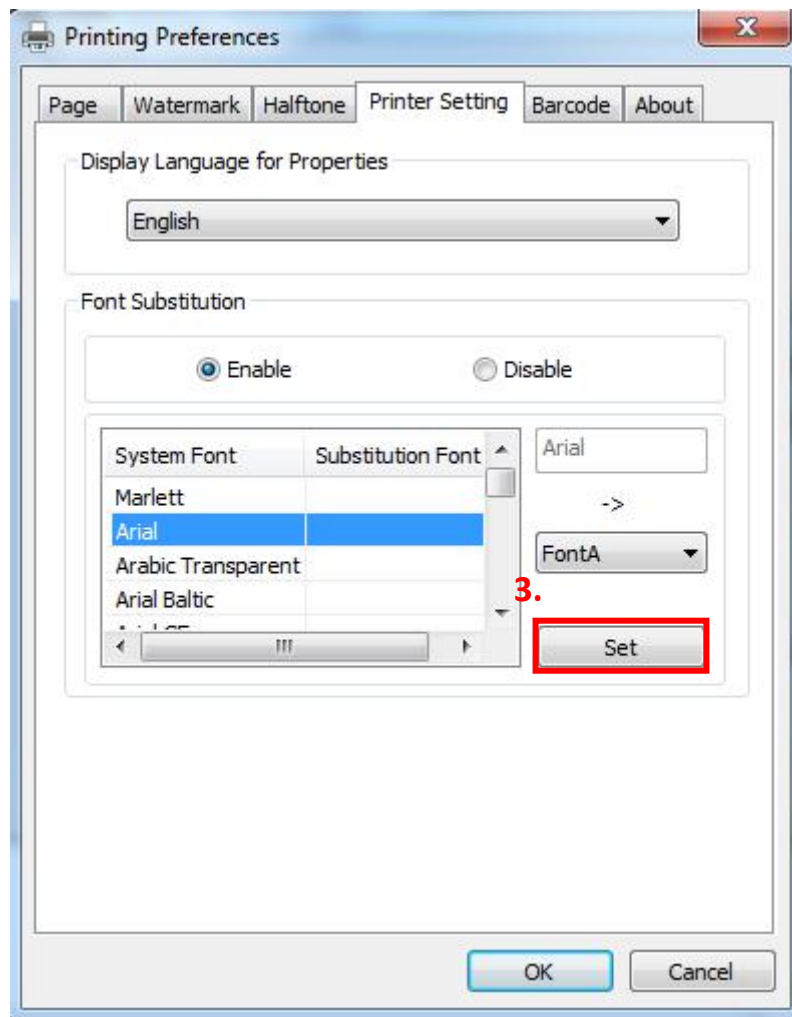 Printing Preferences
Page Watermark Halftone Printer Setting Barcode About
Display Language for Properties
English
Font Substitution
Enable Disable
System Font Substitution Font
Marlett
Arial
Arabic Transparent
Arial Baltic
Arial
->
FontA
3.
Set
OK Cancel